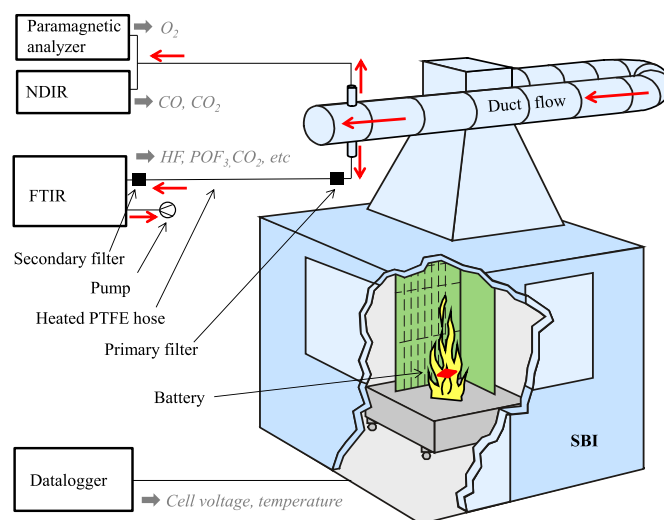 Paramagnetic
analyzer
O₂
NDIR
CO, CO₂
Duct flow
HF, POF₃,CO₂, etc
FTIR
Secondary filter
Pump
Heated PTFE hose
Primary filter
Battery
SBI
Datalogger
Cell voltage, temperature